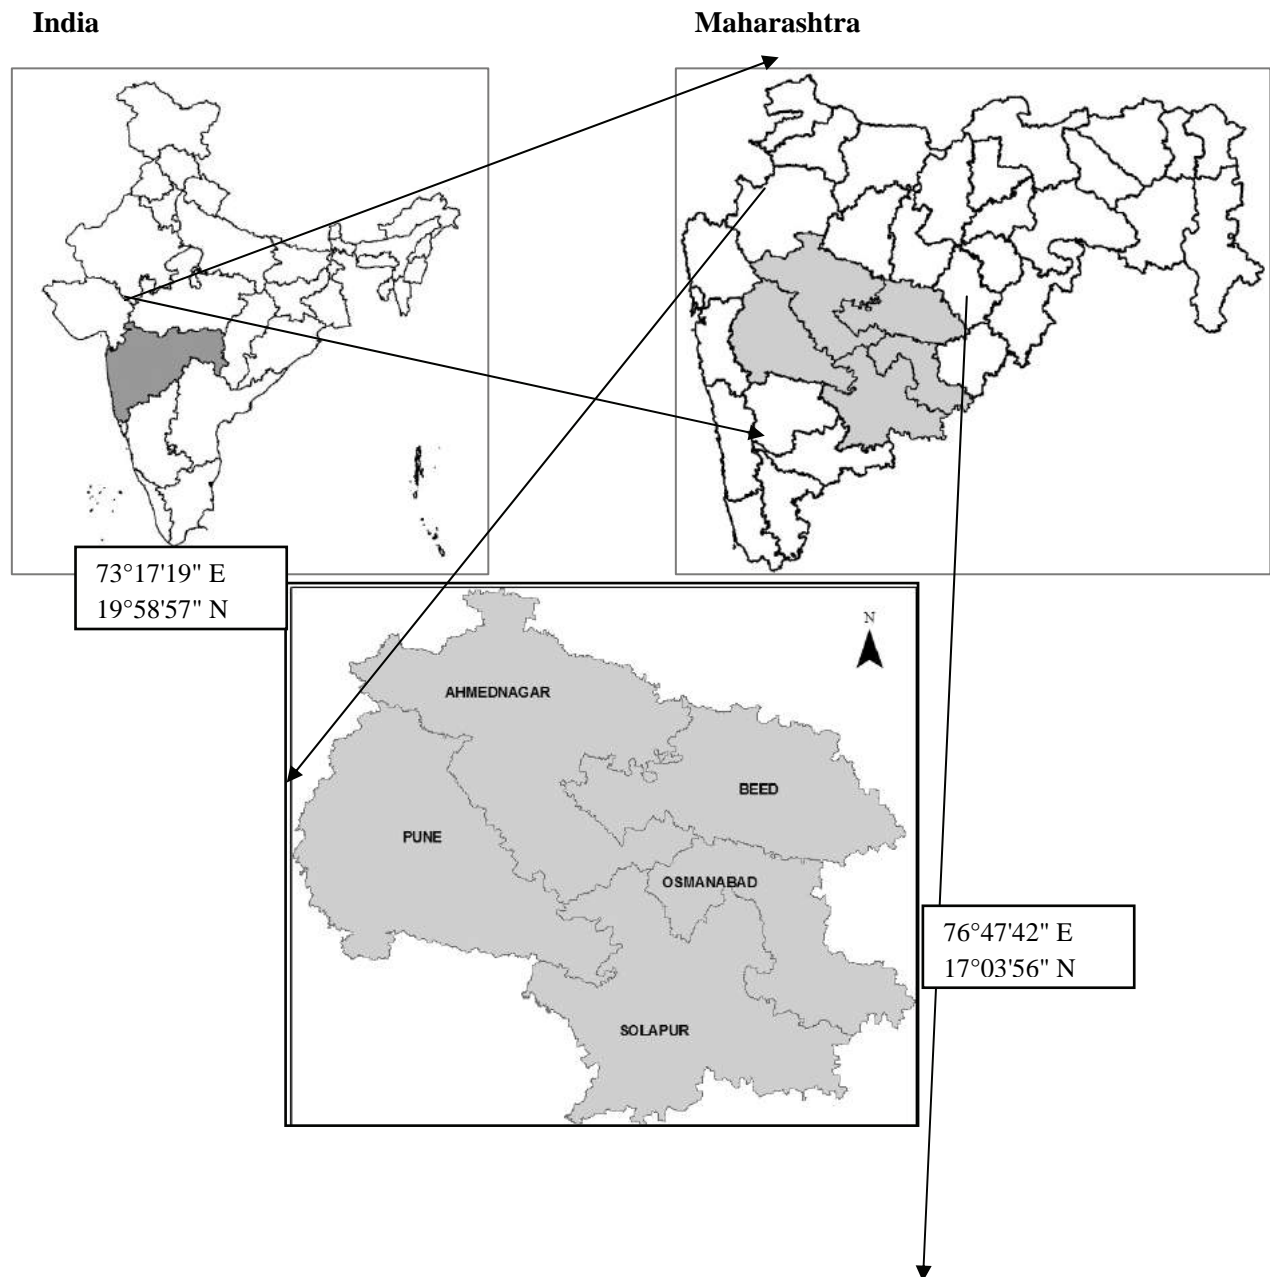 India
Maharashtra
73°17'19" E
19°58'57" N
N
AHMEDNAGAR
BEED
PUNE
OSMANABAD
76°47'42" E
17°03'56" N
SOLAPUR